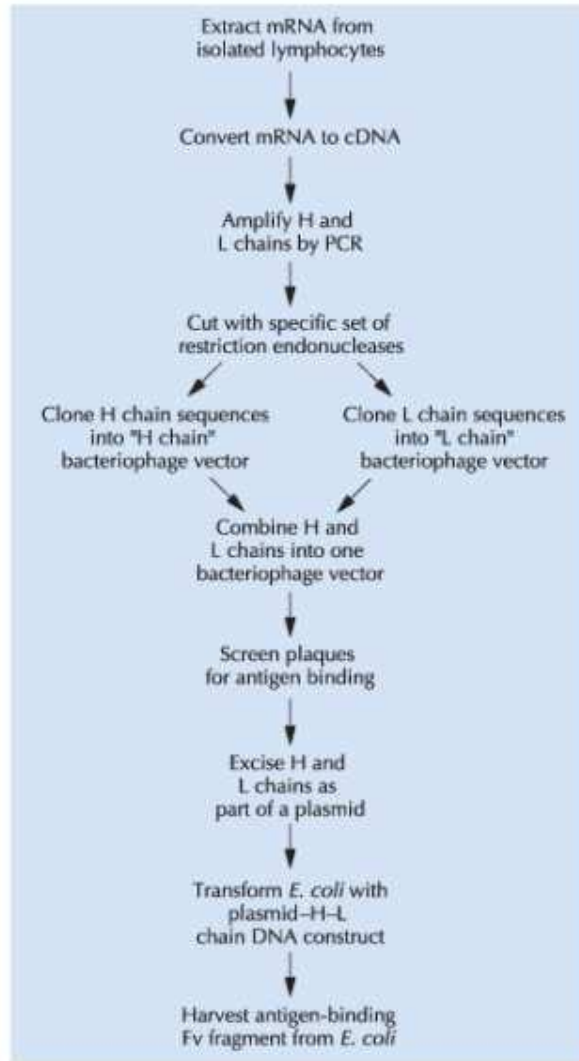 Extract mRNA from
isolated lymphocytes
Convert mRNA to cDNA
Amplify H and
L chains by PCR
Cut with specific set of
restriction endonucleases
Clone H chain sequences
into "H chain"
bacteriophage vector
Clone L chain sequences
into "L chain"
bacteriophage vector
Combine H and
L chains into one
bacteriophage vector
Screen plaques
for antigen binding
Excise H and
L chains as
part of a plasmid
Transform E. coli with
plasmid–H–L
chain DNA construct
Harvest antigen-binding
Fv fragment from E. coli